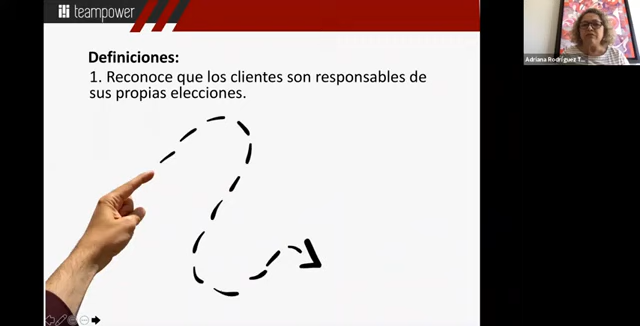 teampower
Adriana Rodríguez T...
Definiciones:
1. Reconoce que los clientes son responsables de
sus propias elecciones.